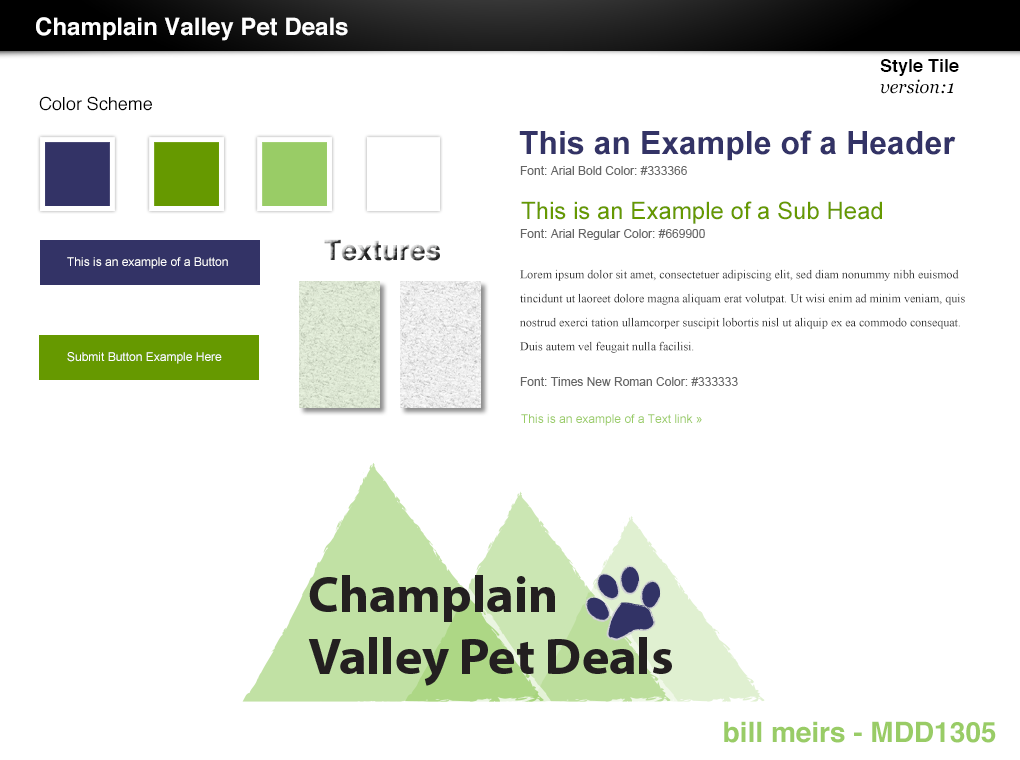 Champlain Valley Pet Deals
Style Tile
version:1
Color Scheme
This an Example of a Header
Font: Arial Bold Color: #333366
This is an Example of a Sub Head
Font: Arial Regular Color: #669900
This is an example of a Button
Textures
Submit Button Example Here
Lorem ipsum dolor sit amet, consectetuer adipiscing elit, sed diam nonummy nibh euismod
tincidunt ut laoreet dolore magna aliquam erat volutpat. Ut wisi enim ad minim veniam, quis
nostrud exerci tation ullamcorper suscipit lobortis nisl ut aliquip ex ea commodo consequat.
Duis autem vel feugait nulla facilisi.
Font: Times New Roman Color: #333333
This is an example of a Text link »
Champlain
Valley Pet Deals
bill meirs - MDD1305